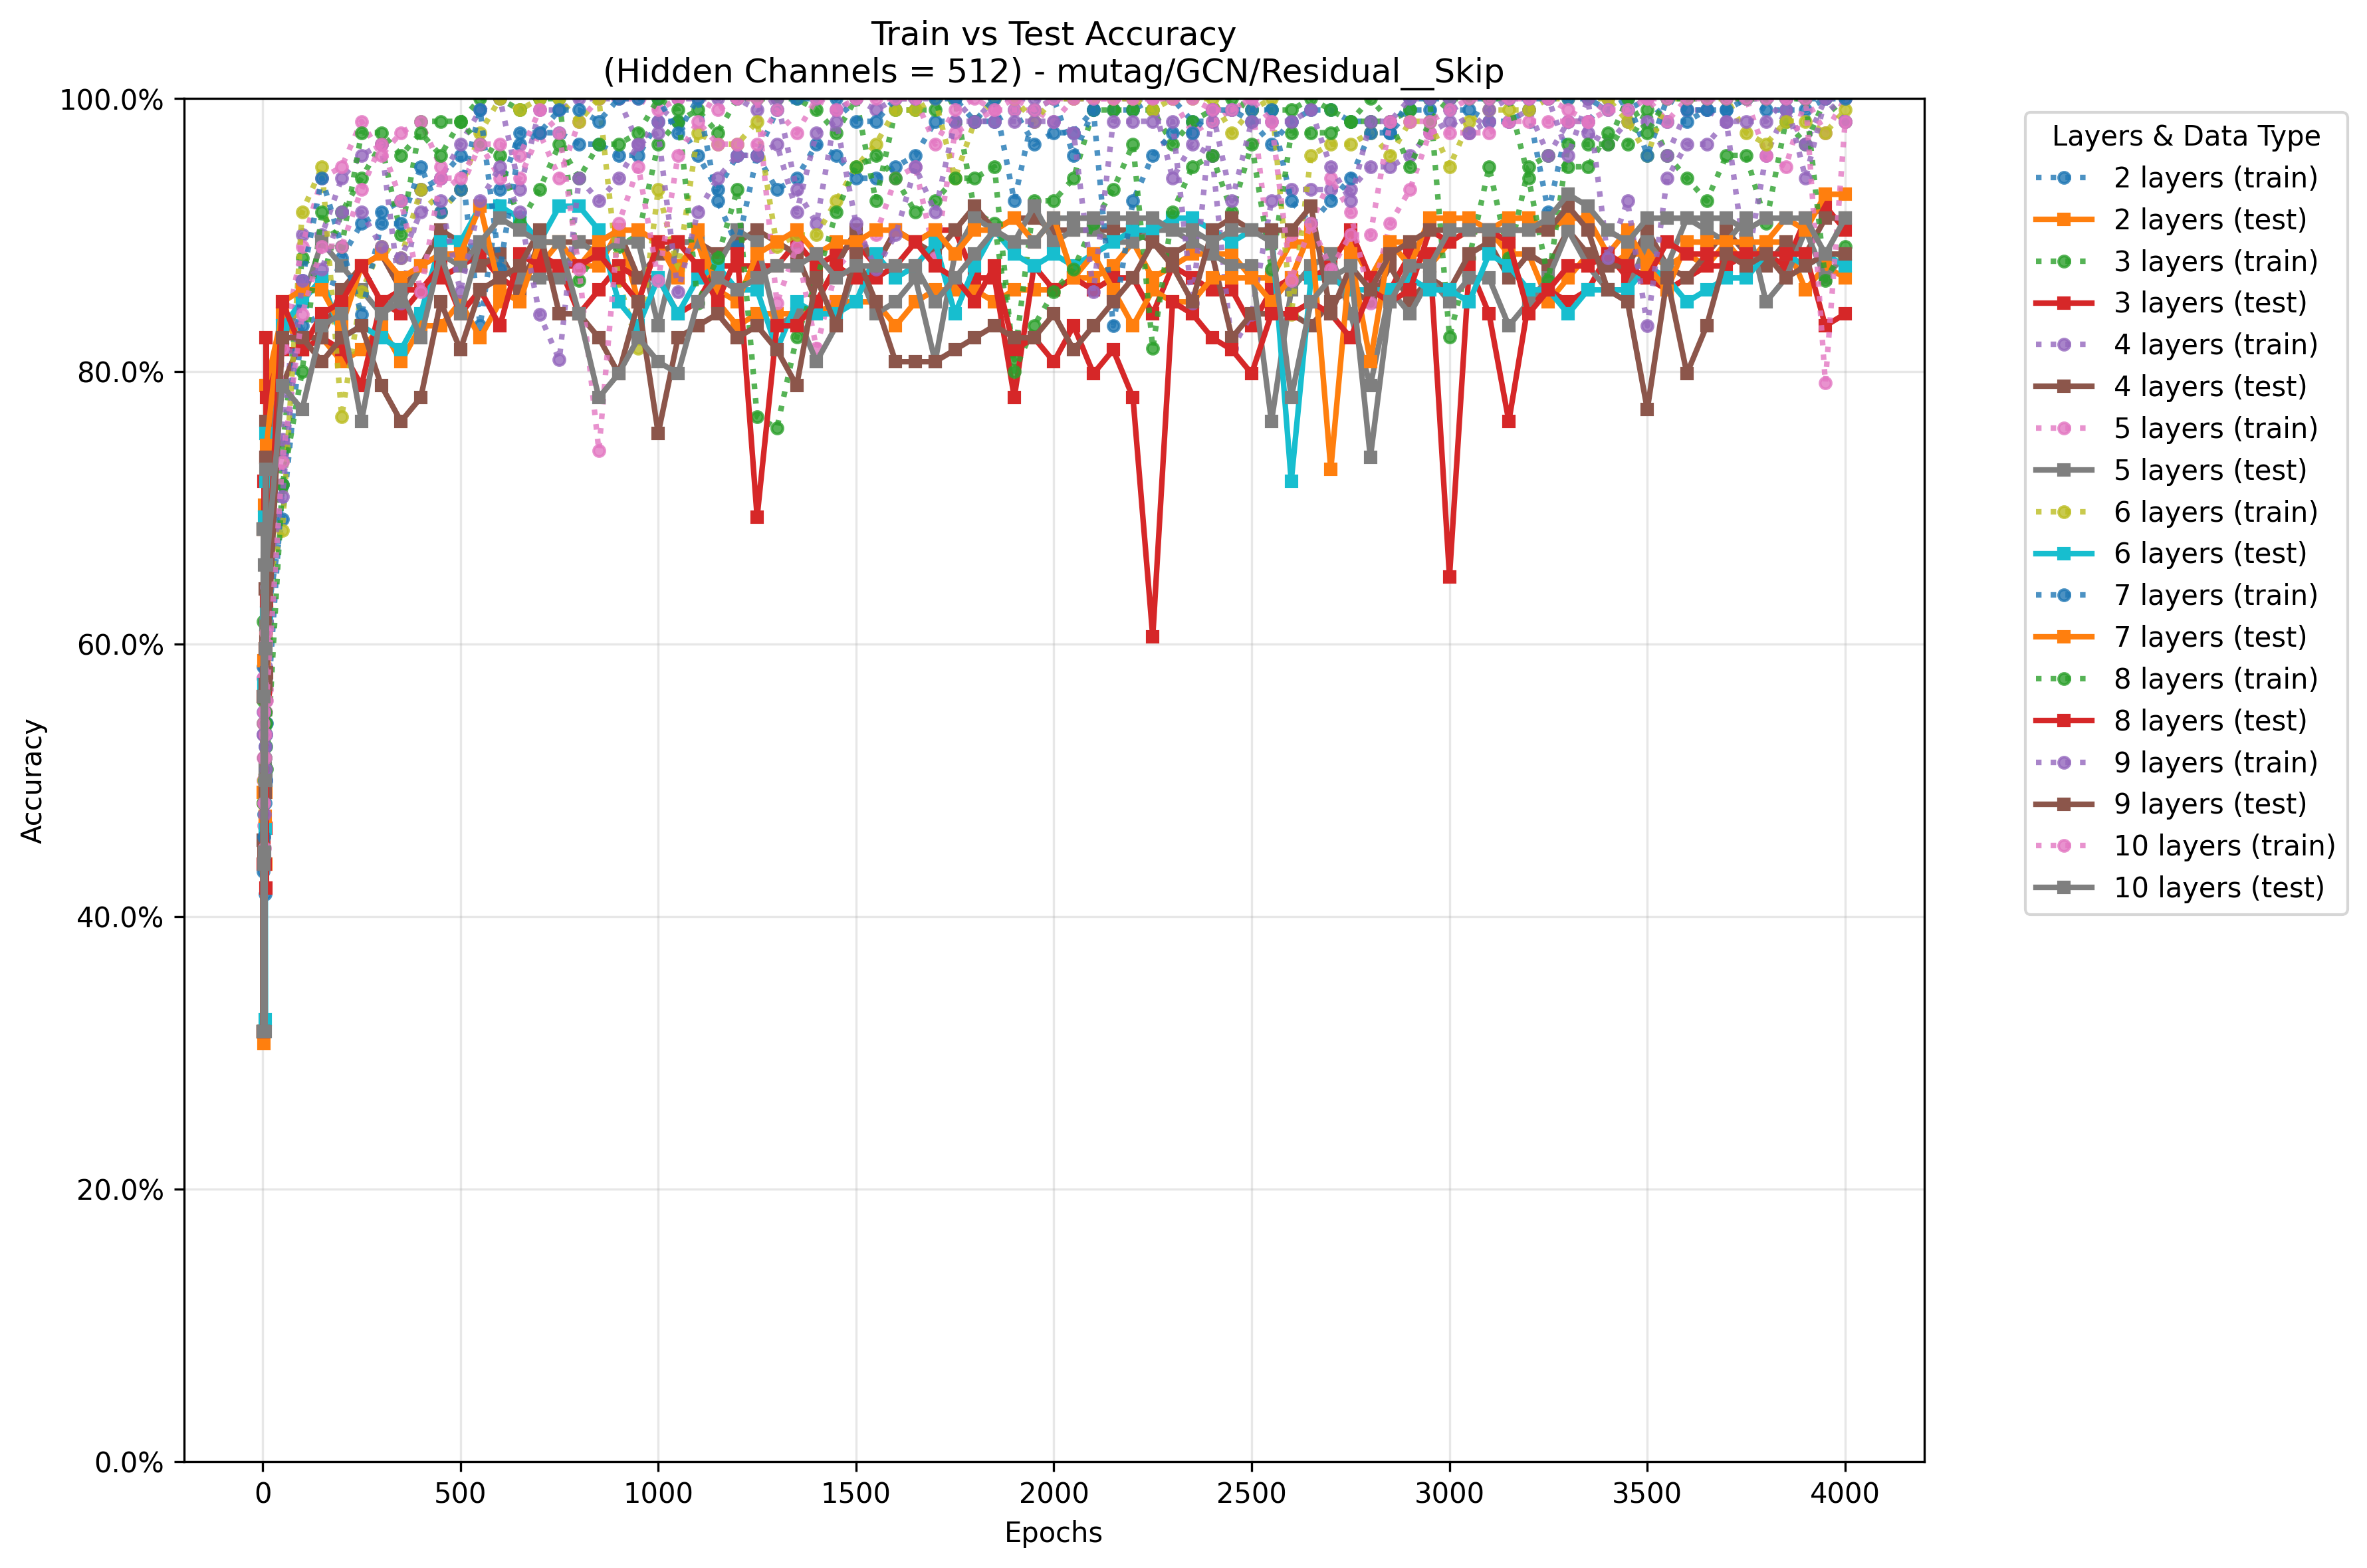 Train vs Test Accuracy
(Hidden Channels = 512) - mutag/GCN/Residual__Skip
100.0%
80.0%
60.0%
40.0%
20.0%
0.0%
Accuracy
0 500 1000 1500 2000 2500 3000 3500 4000
Epochs
Layers & Data Type
2 layers (train)
2 layers (test)
3 layers (train)
3 layers (test)
4 layers (train)
4 layers (test)
5 layers (train)
5 layers (test)
6 layers (train)
6 layers (test)
7 layers (train)
7 layers (test)
8 layers (train)
8 layers (test)
9 layers (train)
9 layers (test)
10 layers (train)
10 layers (test)